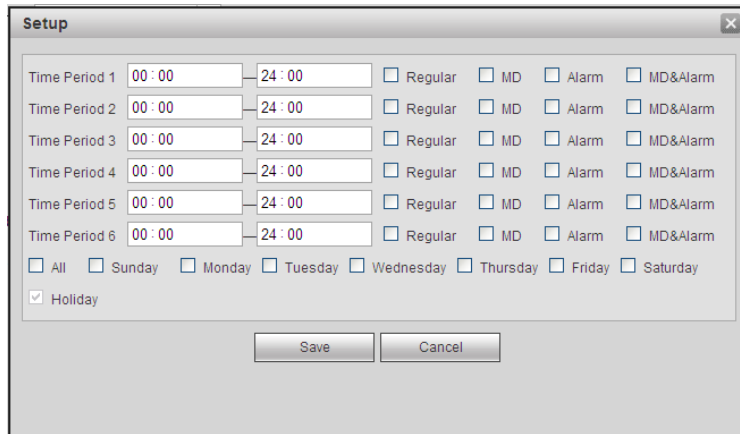 Setup
Time Period 1 00:00 — 24:00 Regular MD Alarm MD&Alarm
Time Period 2 00:00 — 24:00 Regular MD Alarm MD&Alarm
Time Period 3 00:00 — 24:00 Regular MD Alarm MD&Alarm
Time Period 4 00:00 — 24:00 Regular MD Alarm MD&Alarm
Time Period 5 00:00 — 24:00 Regular MD Alarm MD&Alarm
Time Period 6 00:00 — 24:00 Regular MD Alarm MD&Alarm
All Sunday Monday Tuesday Wednesday Thursday Friday Saturday
Holiday
Save Cancel